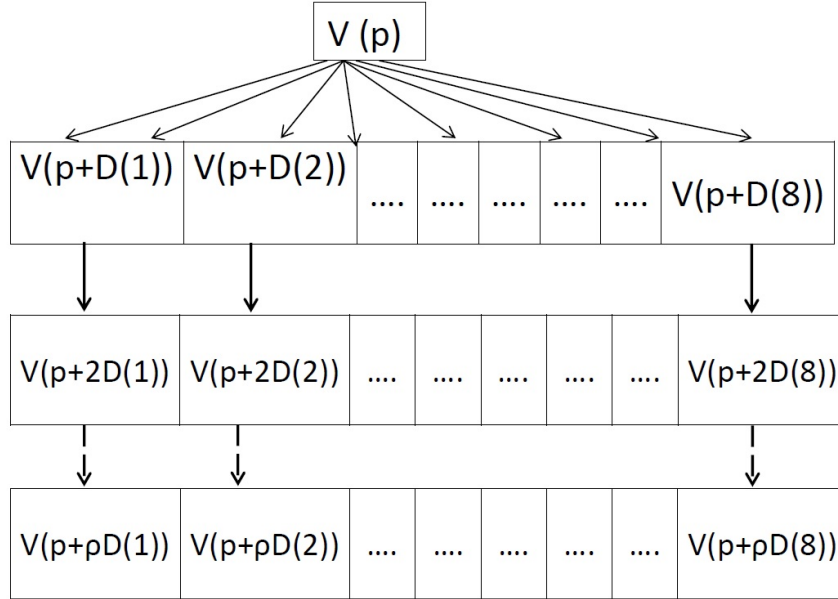 V (p)
V(p+D(1)) V(p+D(2)) .... .... .... .... .... V(p+D(8))
V(p+2D(1)) V(p+2D(2)) .... .... .... .... .... V(p+2D(8))
V(p+ρD(1)) V(p+ρD(2)) .... .... .... .... .... V(p+ρD(8))